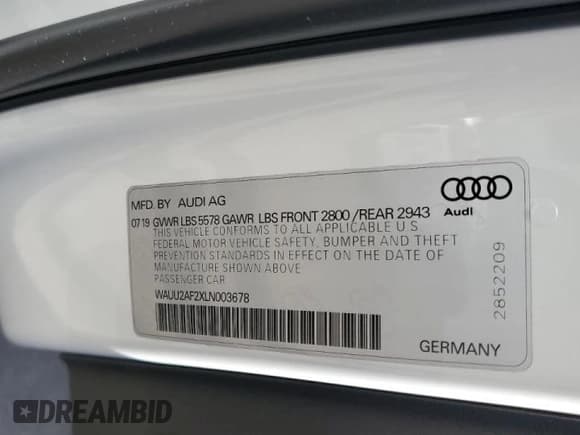 MFD. BY AUDI AG
07 19 GVWR LBS 5578 GAWR LBS FRONT 2800 / REAR 2943
THIS VEHICLE CONFORMS TO ALL APPLICABLE U.S
FEDERAL MOTOR VEHICLE SAFETY, BUMPER AND THEFT
PREVENTION STANDARDS IN EFFECT ON THE DATE OF
MANUFACTURE SHOWN ABOVE
PASSENGER CAR
WAUU2AF2XLN003678
Audi
2852209
GERMANY
DREAMBID